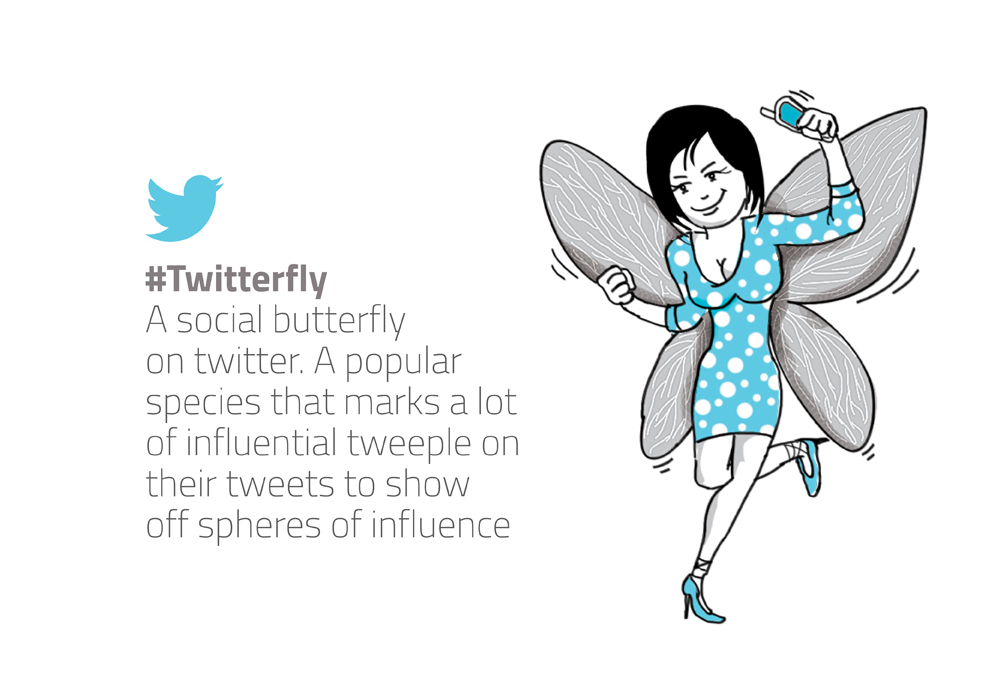 #Twitterfly
A social butterfly
on twitter. A popular
species that marks a lot
of influential tweeple on
their tweets to show
off spheres of influence